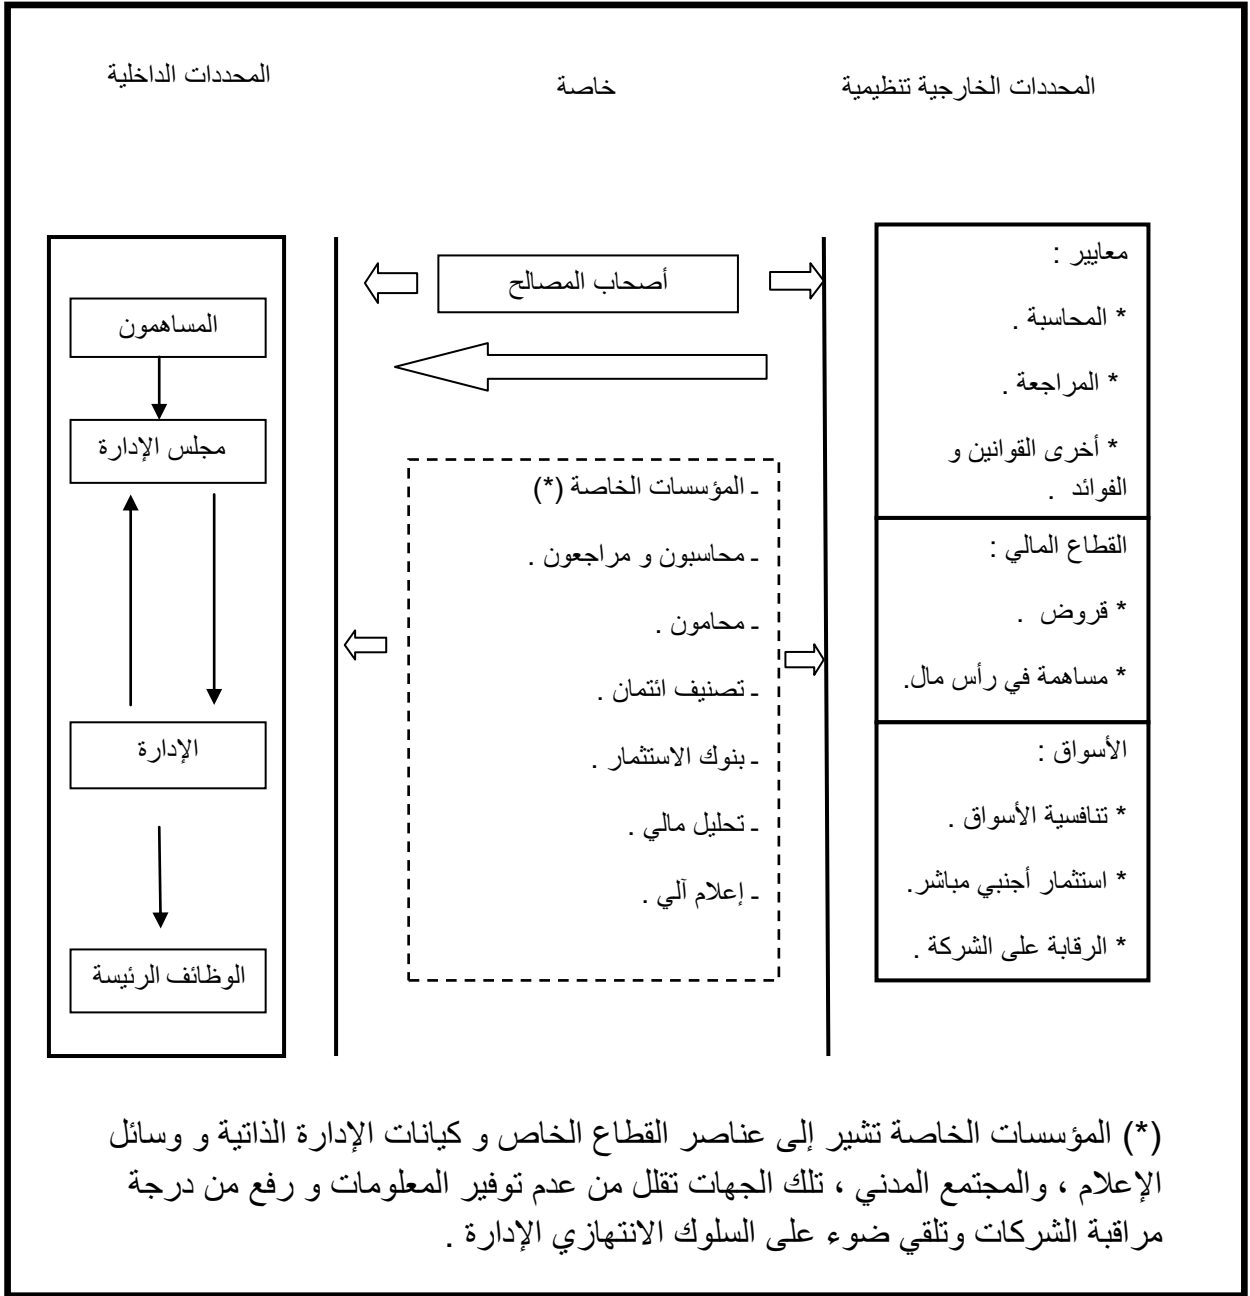 المحددات الخارجية تنظيمية
خاصة
المحددات الداخلية
معايير :
* المحاسبة .
* المراجعة .
* أخرى القوانين و
الفوائد .
القطاع المالي :
* قروض .
* مساهمة في رأس مال.
الأسواق :
* تنافسية الأسواق .
* استثمار أجنبي مباشر.
* الرقابة على الشركة .
أصحاب المصالح
ـ المؤسسات الخاصة (*)
ـ محاسبون و مراجعون .
ـ محامون .
ـ تصنيف ائتمان .
ـ بنوك الاستثمار .
ـ تحليل مالي .
ـ إعلام آلي .
المساهمون
مجلس الإدارة
الإدارة
الوظائف الرئيسة
(*) المؤسسات الخاصة تشير إلى عناصر القطاع الخاص و كيانات الإدارة الذاتية و وسائل
الإعلام ، والمجتمع المدني ، تلك الجهات تقلل من عدم توفير المعلومات و رفع من درجة
مراقبة الشركات وتلقي ضوء على السلوك الانتهازي الإدارة .